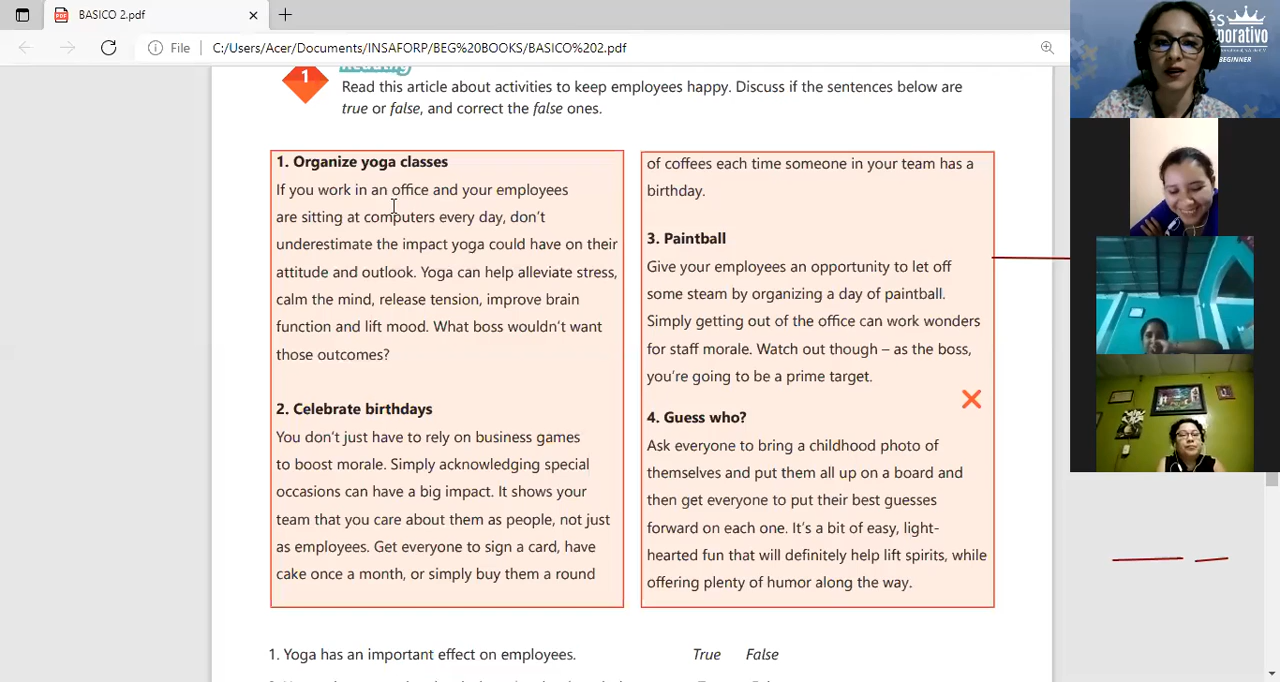 BASICO 2.pdf
File
C:/Users/Acer/Documents/INSAFORP/BEG%20BOOKS/BASICO%202.pdf
és
porativo
BEGINNER
1
Reading
Read this article about activities to keep employees happy. Discuss if the sentences below are
true or false, and correct the false ones.
1. Organize yoga classes
If you work in an office and your employees
are sitting at computers every day, don't
underestimate the impact yoga could have on their
attitude and outlook. Yoga can help alleviate stress,
calm the mind, release tension, improve brain
function and lift mood. What boss wouldn't want
those outcomes?
2. Celebrate birthdays
You don't just have to rely on business games
to boost morale. Simply acknowledging special
occasions can have a big impact. It shows your
team that you care about them as people, not just
as employees. Get everyone to sign a card, have
cake once a month, or simply buy them a round
of coffees each time someone in your team has a
birthday.
3. Paintball
Give your employees an opportunity to let off
some steam by organizing a day of paintball.
Simply getting out of the office can work wonders
for staff morale. Watch out though – as the boss,
you're going to be a prime target.
4. Guess who?
Ask everyone to bring a childhood photo of
themselves and put them all up on a board and
then get everyone to put their best guesses
forward on each one. It's a bit of easy, light-
hearted fun that will definitely help lift spirits, while
offering plenty of humor along the way.
1. Yoga has an important effect on employees. True False